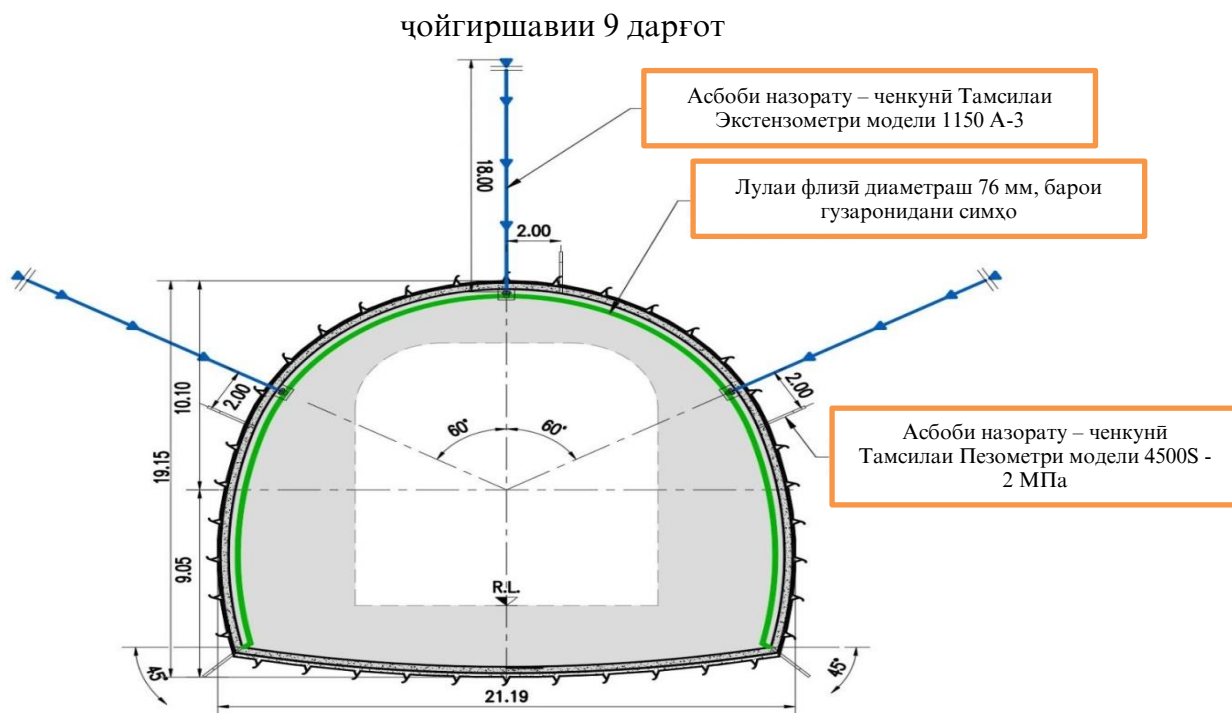 ҷойгиршавии 9 дарғот
Асбоби назорату – ченкунӣ Тамсилаи
Экстензометри модели 1150 А-3
18.00
Лулаи флизӣ диаметраш 76 мм, барои
гузаронидани симҳо
2.00
2.00
2.00
10.10
19.15
60°
60°
Асбоби назорату – ченкунӣ
Тамсилаи Пезометри модели 4500S -
2 МПа
9.05
R.L.
45°
45°
21.19